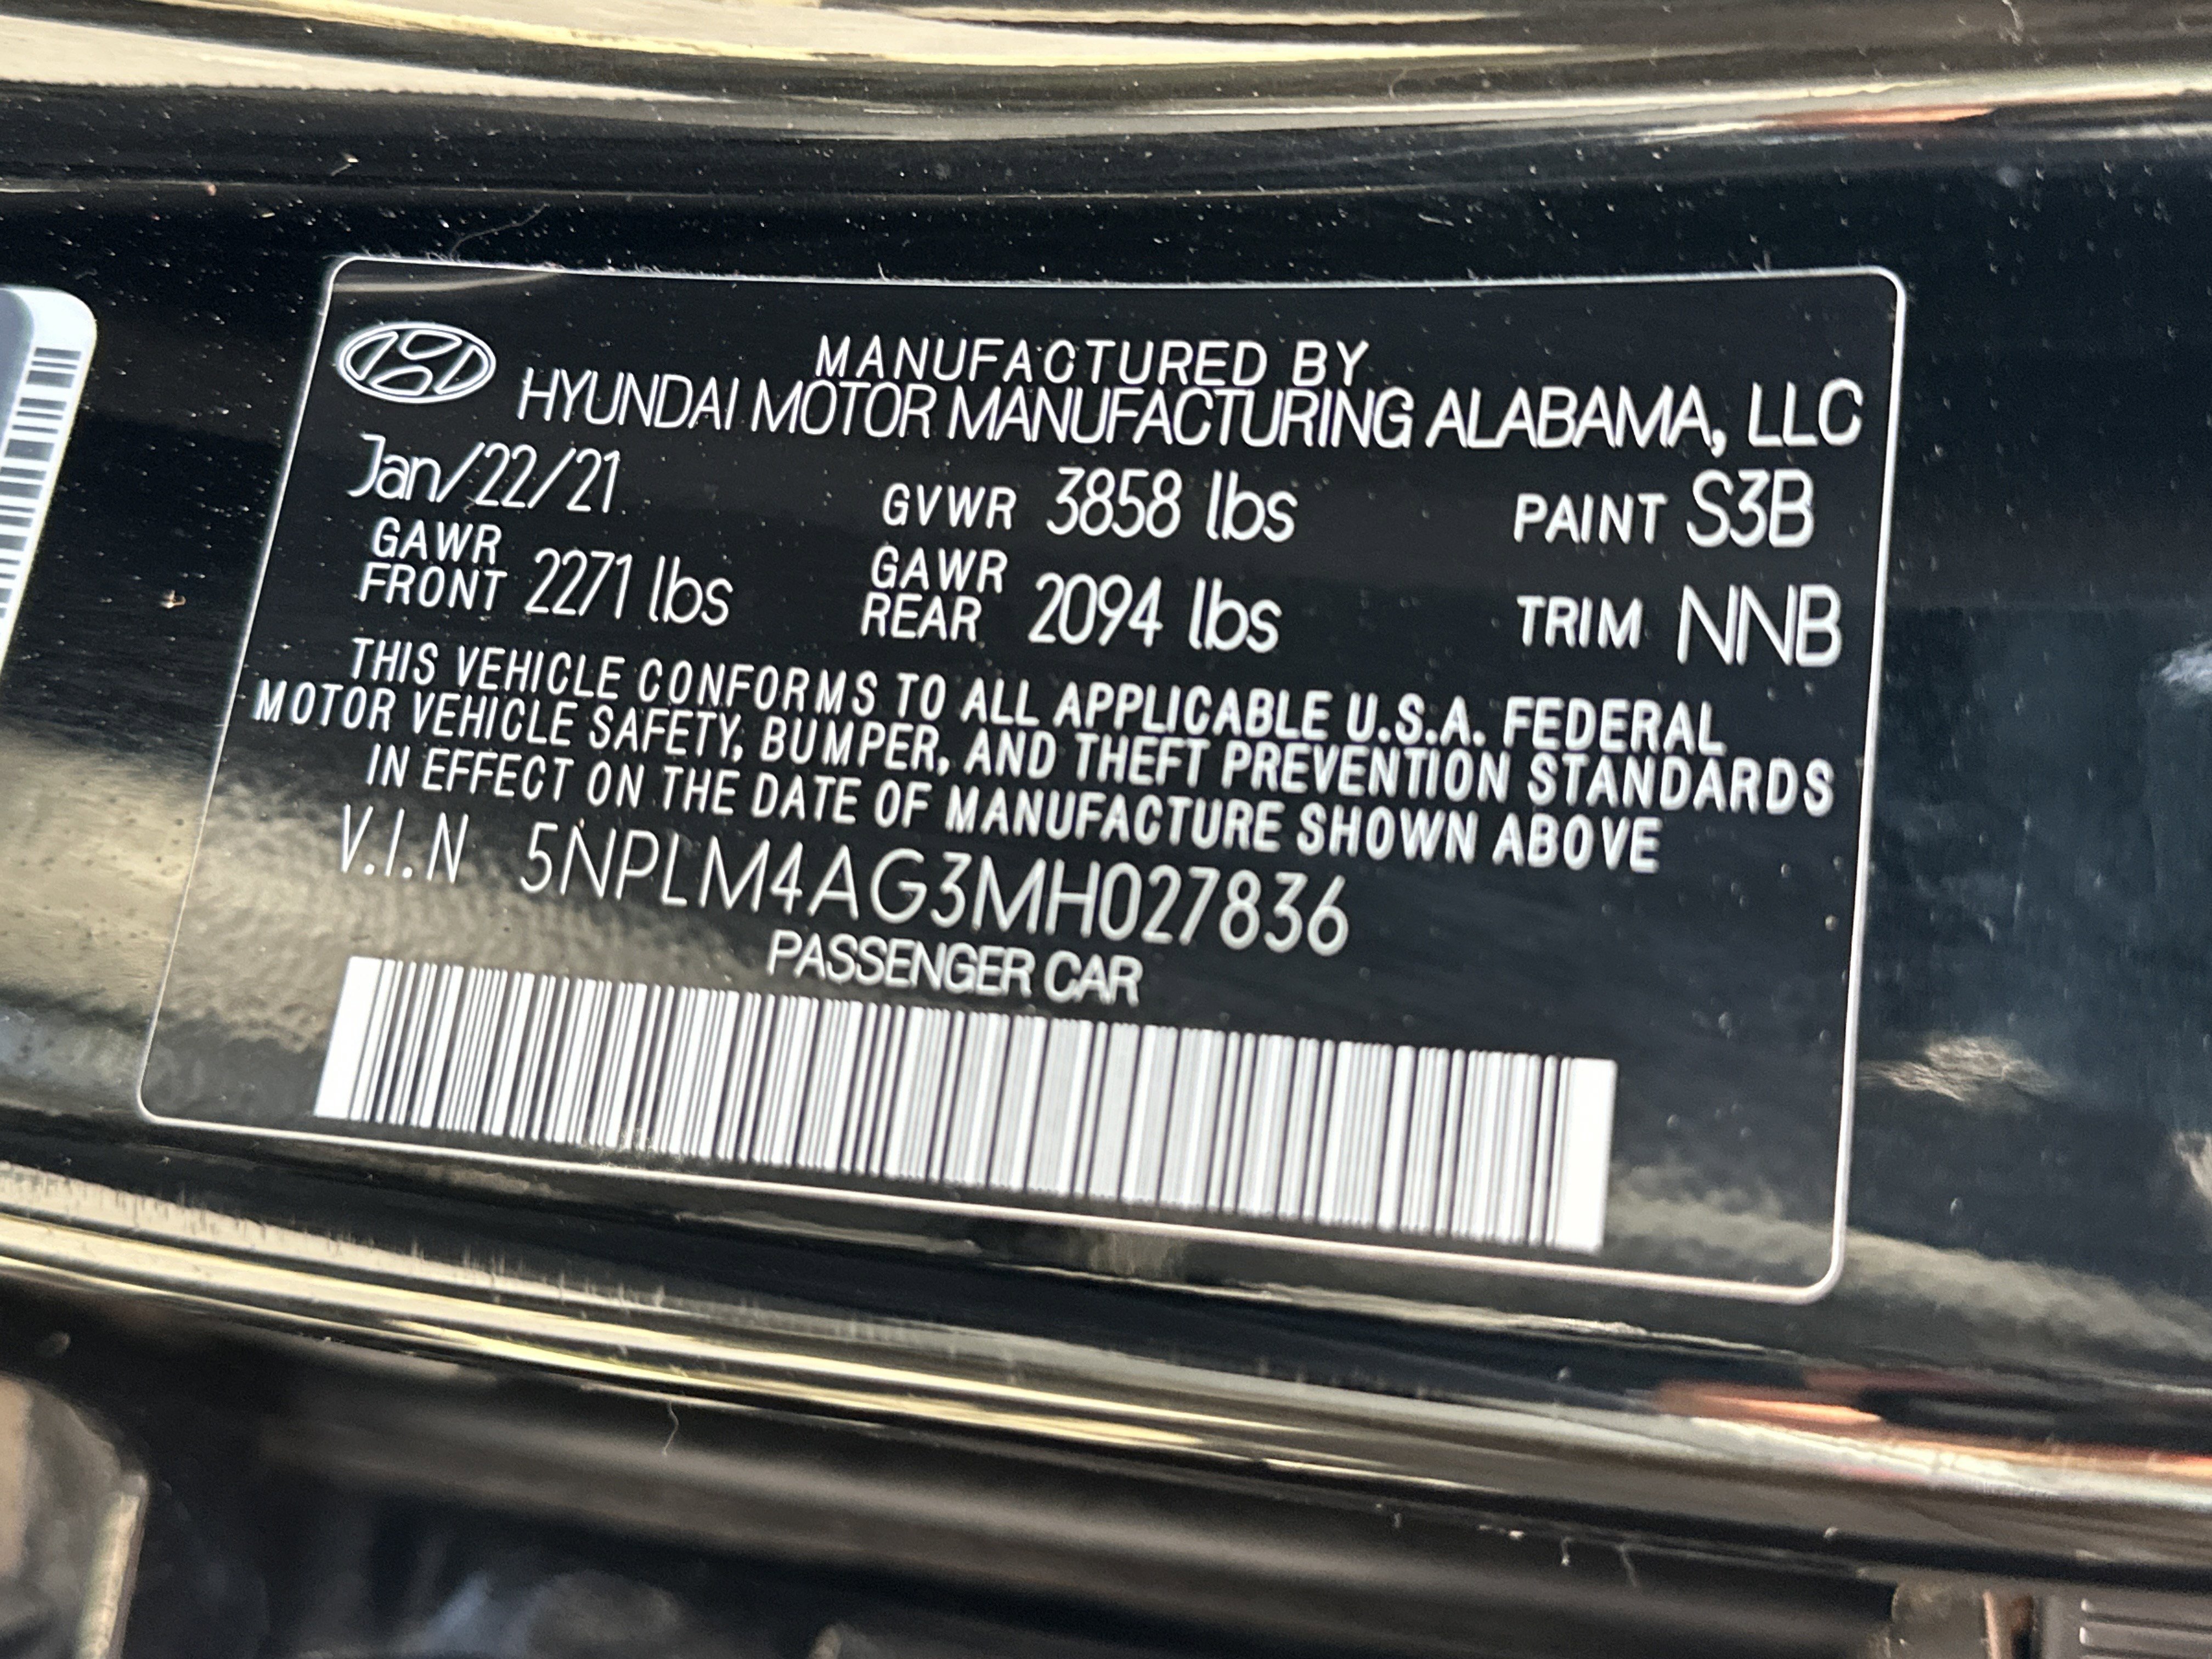 MANUFACTURED BY
HYUNDAI MOTOR MANUFACTURING ALABAMA, LLC
Jan/22/21 GVWR 3858 lbs PAINT S3B
GAWR FRONT 2271 lbs GAWR REAR 2094 lbs TRIM NNB
THIS VEHICLE CONFORMS TO ALL APPLICABLE U.S.A. FEDERAL
MOTOR VEHICLE SAFETY, BUMPER, AND THEFT PREVENTION STANDARDS
IN EFFECT ON THE DATE OF MANUFACTURE SHOWN ABOVE
V.I.N 5NPLM4AG3MH027836
PASSENGER CAR